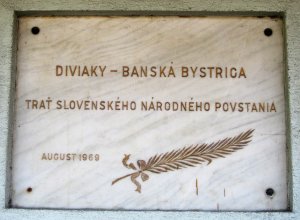 DIVIAKY – BANSKÁ BYSTRICA
TRAŤ SLOVENSKÉHO NÁRODNÉHO POVSTANIA
AUGUST 1969